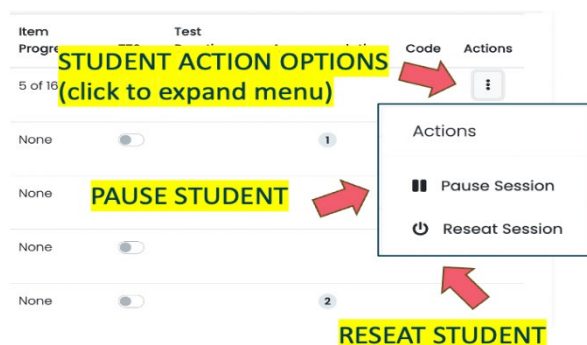 Item
Test
Code
Actions
STUDENT ACTION OPTIONS
(click to expand menu)
5 of 16
Actions
None
1
Pause Session
None
PAUSE STUDENT
Reseat Session
None
None
2
RESEAT STUDENT